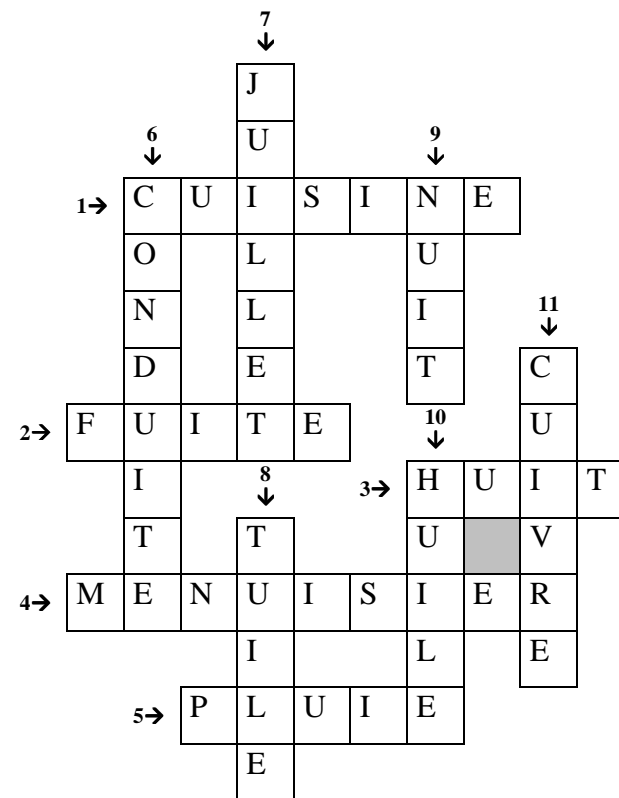 7
↓
J
6 U 9
↓ ↓
1→ C U I S I N E
O L U
N L I 11
↓
D E T C
2→ F U I T E 10 U
↓
I 8 3→ H U I T
↓
T T U V
4→ M E N U I S I E R
I L E
5→ P L U I E
E